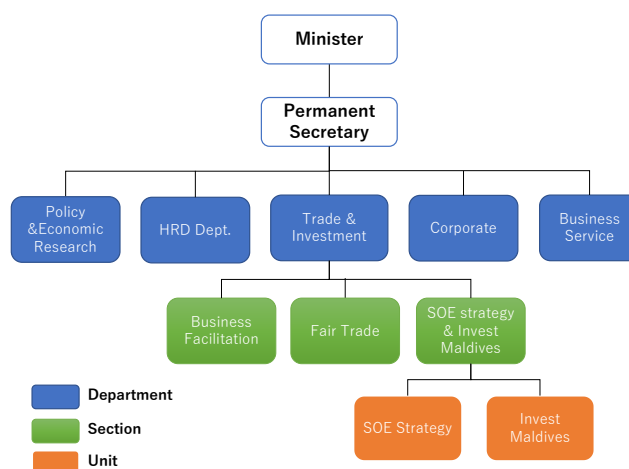 Minister
Permanent
Secretary
Policy
&Economic
Research
HRD Dept.
Trade &
Investment
Corporate
Business
Service
Business
Facilitation
Fair Trade
SOE strategy
& Invest
Maldives
SOE Strategy
Invest
Maldives
Department
Section
Unit